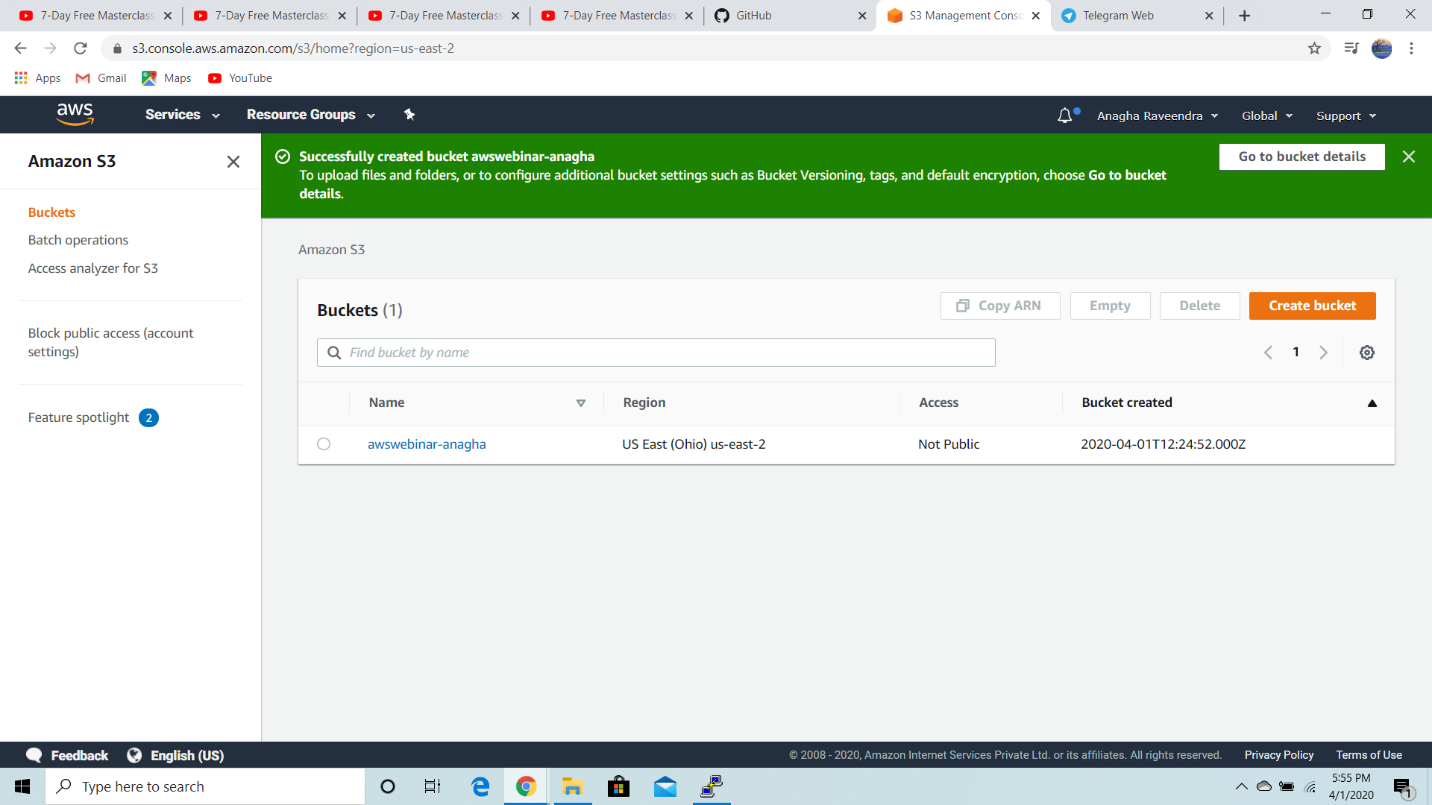 7-Day Free Masterclass
7-Day Free Masterclass
7-Day Free Masterclass
7-Day Free Masterclass
GitHub
S3 Management Conso
Telegram Web
s3.console.aws.amazon.com/s3/home?region=us-east-2
Apps
Gmail
Maps
YouTube
aws
Services
Resource Groups
Anagha Raveendra
Global
Support
Amazon S3
Buckets
Batch operations
Access analyzer for S3
Block public access (account
settings)
Feature spotlight 2
Successfully created bucket awswebinar-anagha
To upload files and folders, or to configure additional bucket settings such as Bucket Versioning, tags, and default encryption, choose Go to bucket
details.
Go to bucket details
Amazon S3
Buckets (1)
Copy ARN
Empty
Delete
Create bucket
Find bucket by name
1
Name
Region
Access
Bucket created
awswebinar-anagha
US East (Ohio) us-east-2
Not Public
2020-04-01T12:24:52.000Z
Feedback
English (US)
© 2008 - 2020, Amazon Internet Services Private Ltd. or its affiliates. All rights reserved.
Privacy Policy
Terms of Use
Type here to search
5:55 PM
4/1/2020
1